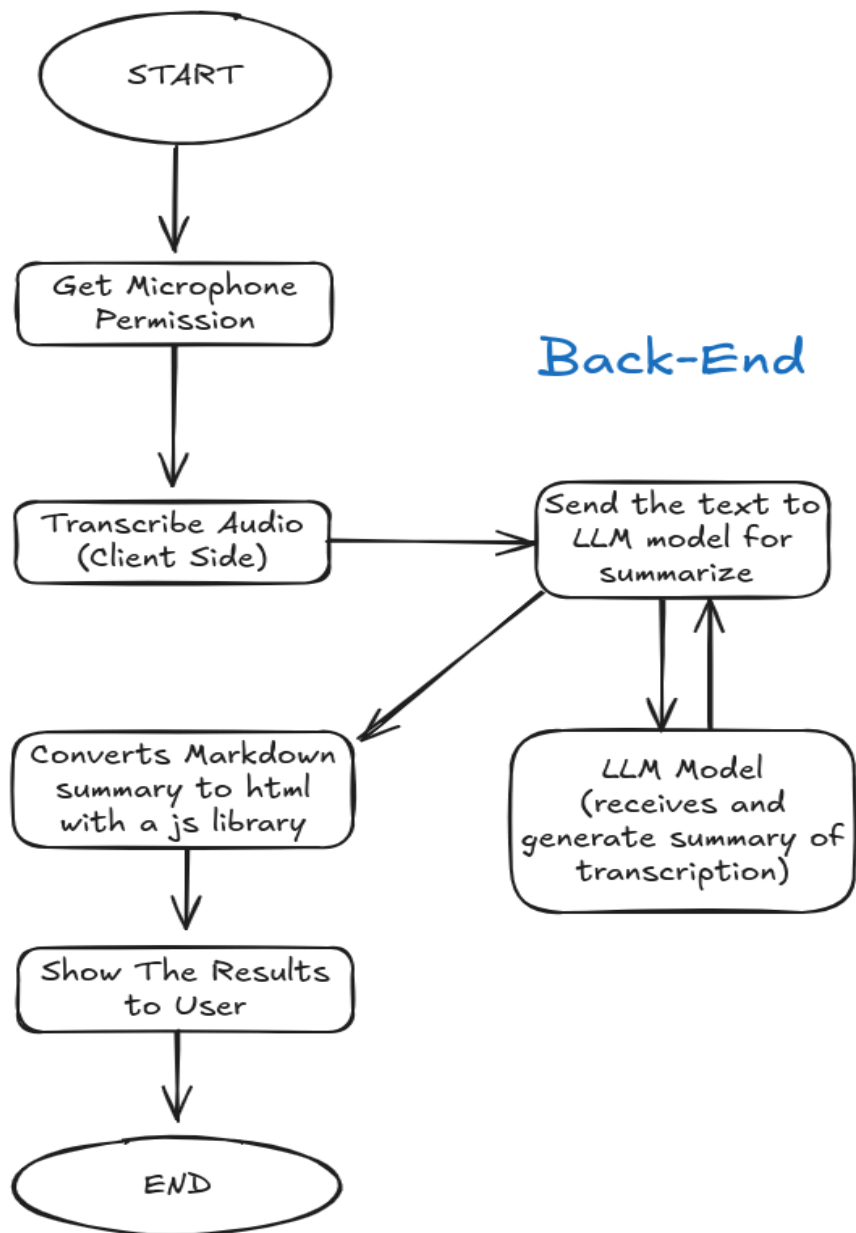 START
Get Microphone
Permission
Back-End
Transcribe Audio
(Client Side)
Send the text to
LLM model for
summarize
Converts Markdown
summary to html
with a js library
LLM Model
(receives and
generate summary of
transcription)
Show The Results
to User
END